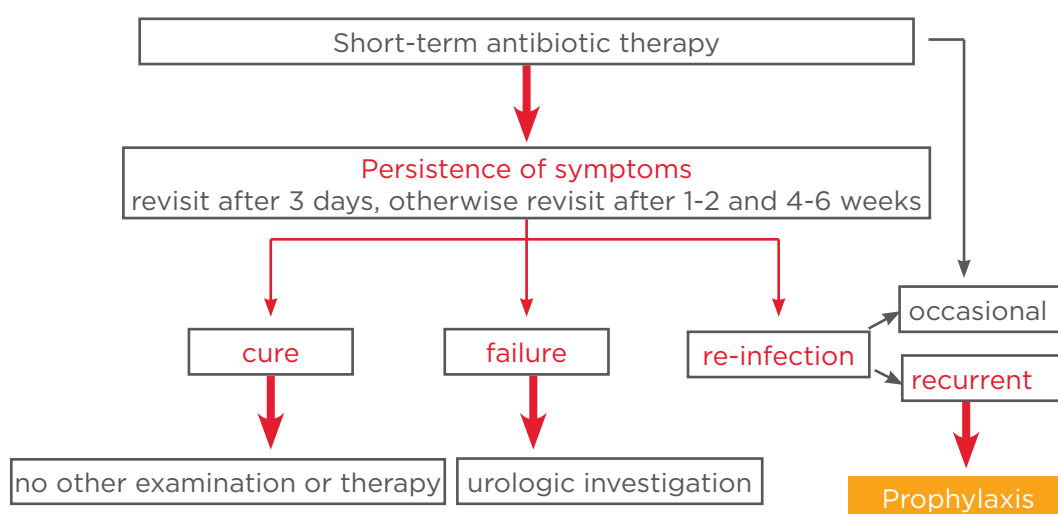 Short-term antibiotic therapy
Persistence of symptoms
revisit after 3 days, otherwise revisit after 1-2 and 4-6 weeks
cure
failure
re-infection
occasional
recurrent
no other examination or therapy
urologic investigation
Prophylaxis